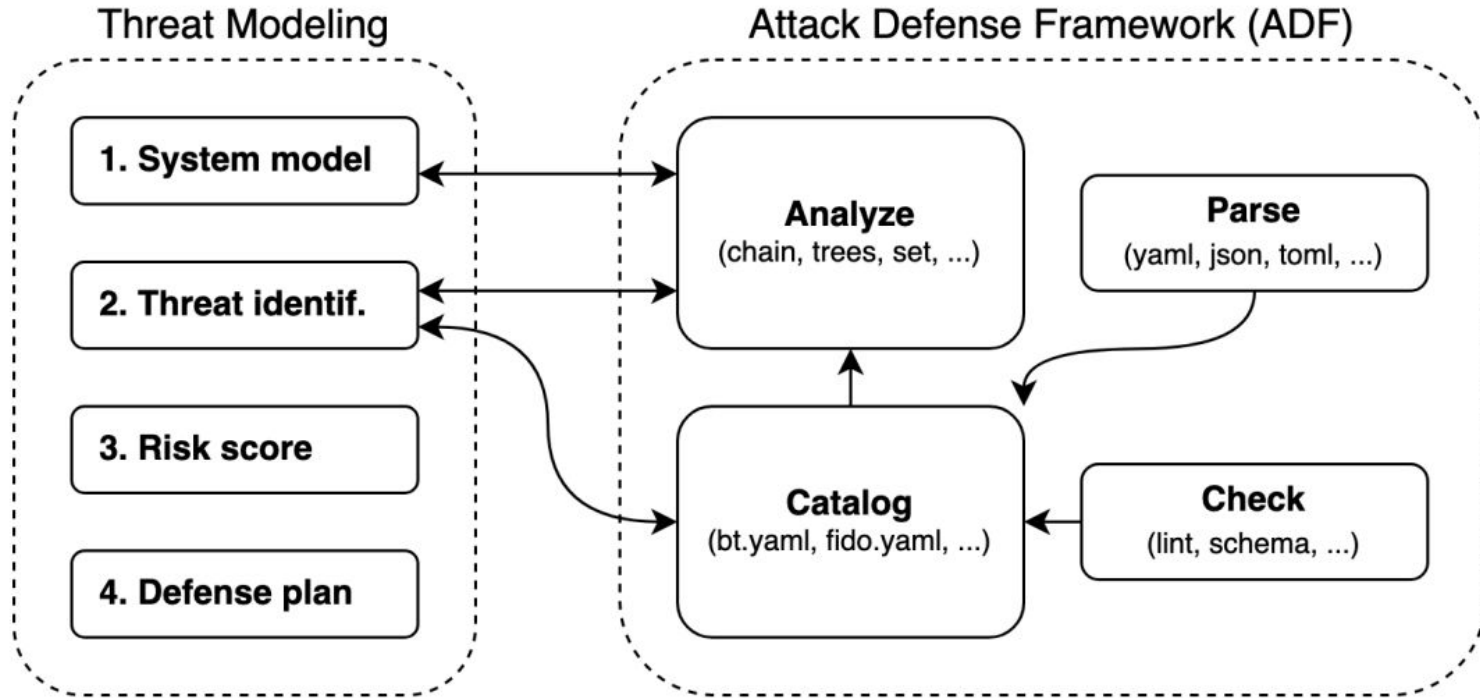 Threat Modeling
1. System model
2. Threat identif.
3. Risk score
4. Defense plan
Attack Defense Framework (ADF)
Analyze
(chain, trees, set, ...)
Parse
(yaml, json, toml, ...)
Catalog
(bt.yaml, fido.yaml, ...)
Check
(lint, schema, ...)